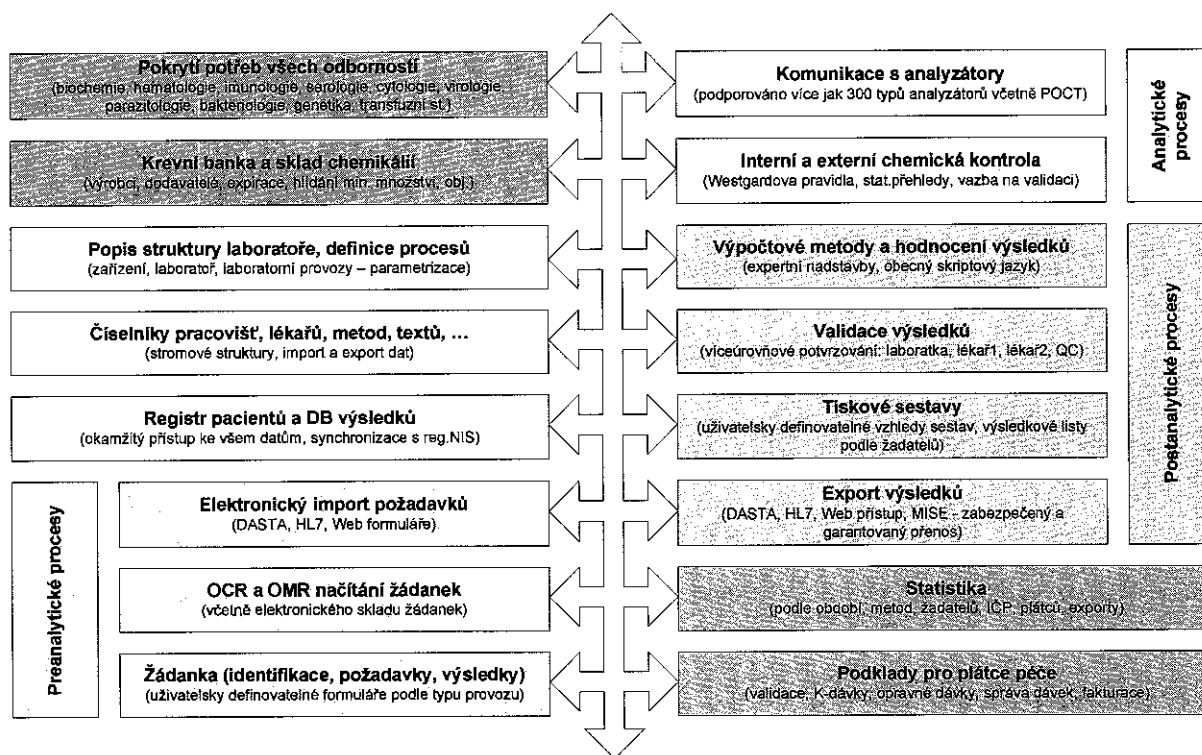 Pokrytí potřeb všech odborností
(biochemie, hematologie, imunologie, serologie, cytologie, virologie,
parazitologie, bakteriologie, genetika, transfuzní st.)
Krevní banka a sklad chemikálií
(výrobci, dodavatelé, expirace, hlídání min. množství, obj.)
Popis struktury laboratoře, definice procesů
(zařízení, laboratoř, laboratorní provozy – parametrizace)
Číselníky pracovišť, lékařů, metod, textů, ...
(stromové struktury, import a export dat)
Registr pacientů a DB výsledků
(okamžitý přístup ke všem datům, synchronizace s reg.NIS)
Preanalytické procesy
Elektronický import požadavků
(DASTA, HL7, Web formuláře)
OCR a OMR načítání žádanek
(včetně elektronického skladu žádanek)
Žádanka (identifikace, požadavky, výsledky)
(uživatelsky definovatelné formuláře podle typu provozu)
Komunikace s analyzátory
(podporováno více jak 300 typů analyzátorů včetně POCT)
Interní a externí chemická kontrola
(Westgardova pravidla, stat.přehledy, vazba na validaci)
Analytické
procesy
Výpočtové metody a hodnocení výsledků
(expertní nadstavby, obecný skriptový jazyk)
Validace výsledků
(víceúrovňové potvrzování: laboratka, lékař1, lékař2, QC)
Tiskové sestavy
(uživatelsky definovatelné vzhledy sestav, výsledkové listy
podle žadatelů)
Export výsledků
(DASTA, HL7, Web přístup, MISE - zabezpečený a
garantovaný přenos)
Postanalytické procesy
Statistika
(podle období, metod, žadatelů, IČP, plátců, exporty)
Podklady pro plátce péče
(validace, K-dávky, opravné dávky, správa dávek, fakturace)